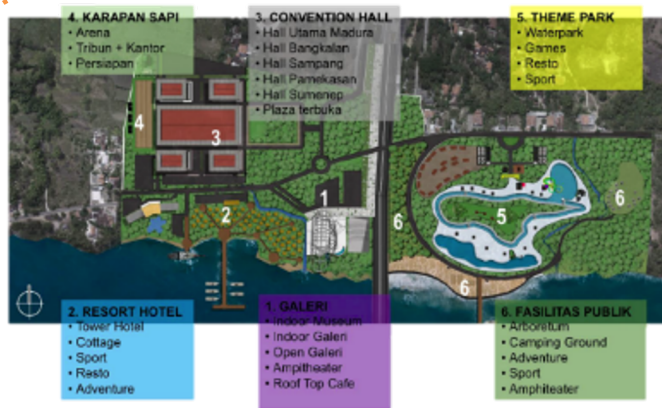 4. KARAPAN SAPI
• Arena
• Tribun + Kantor
• Persiapan
3. CONVENTION HALL
• Hall Utama Madura
• Hall Bangkalan
• Hall Sampang
• Hall Pamekasan
• Hall Sumenep
• Plaza terbuka
5. THEME PARK
• Waterpark
• Games
• Resto
• Sport
4
3
1
2
6
5
6
6
2. RESORT HOTEL
• Tower Hotel
• Cottage
• Sport
• Resto
• Adventure
1. GALERI
• Indoor Museum
• Indoor Galeri
• Open Galeri
• Ampitheater
• Roof Top Cafe
6. FASILITAS PUBLIK
• Arboretum
• Camping Ground
• Adventure
• Sport
• Amphiteater